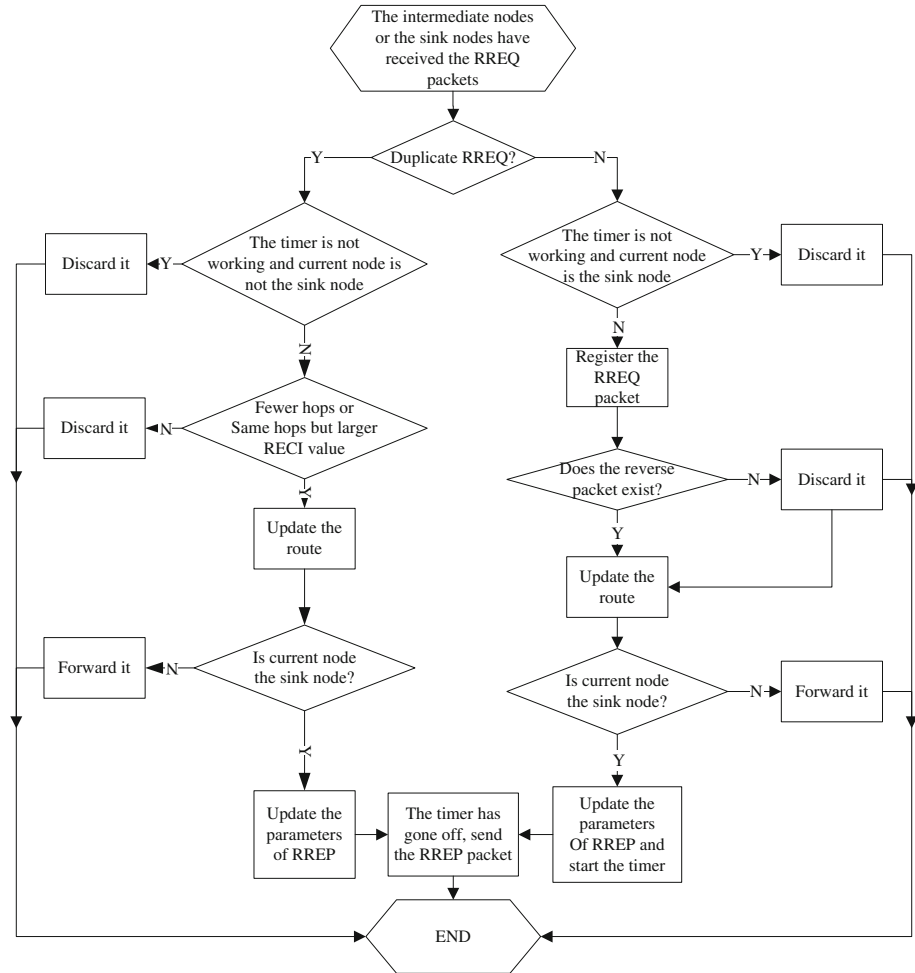 The intermediate nodes
or the sink nodes have
received the RREQ
packets
Duplicate RREQ?
Y
N
The timer is not
working and current node is
not the sink node
Y
Discard it
The timer is not
working and current node
is the sink node
Y
Discard it
N
N
Register the
RREQ
packet
Fewer hops or
Same hops but larger
RECI value
N
Discard it
Does the reverse
packet exist?
N
Discard it
Y
Y
Update the
route
Update the
route
Is current node
the sink node?
N
Forward it
Is current node
the sink node?
N
Forward it
Y
Y
Update the
parameters
of RREP
The timer has
gone off, send
the RREP packet
Update the
parameters
Of RREP and
start the timer
END